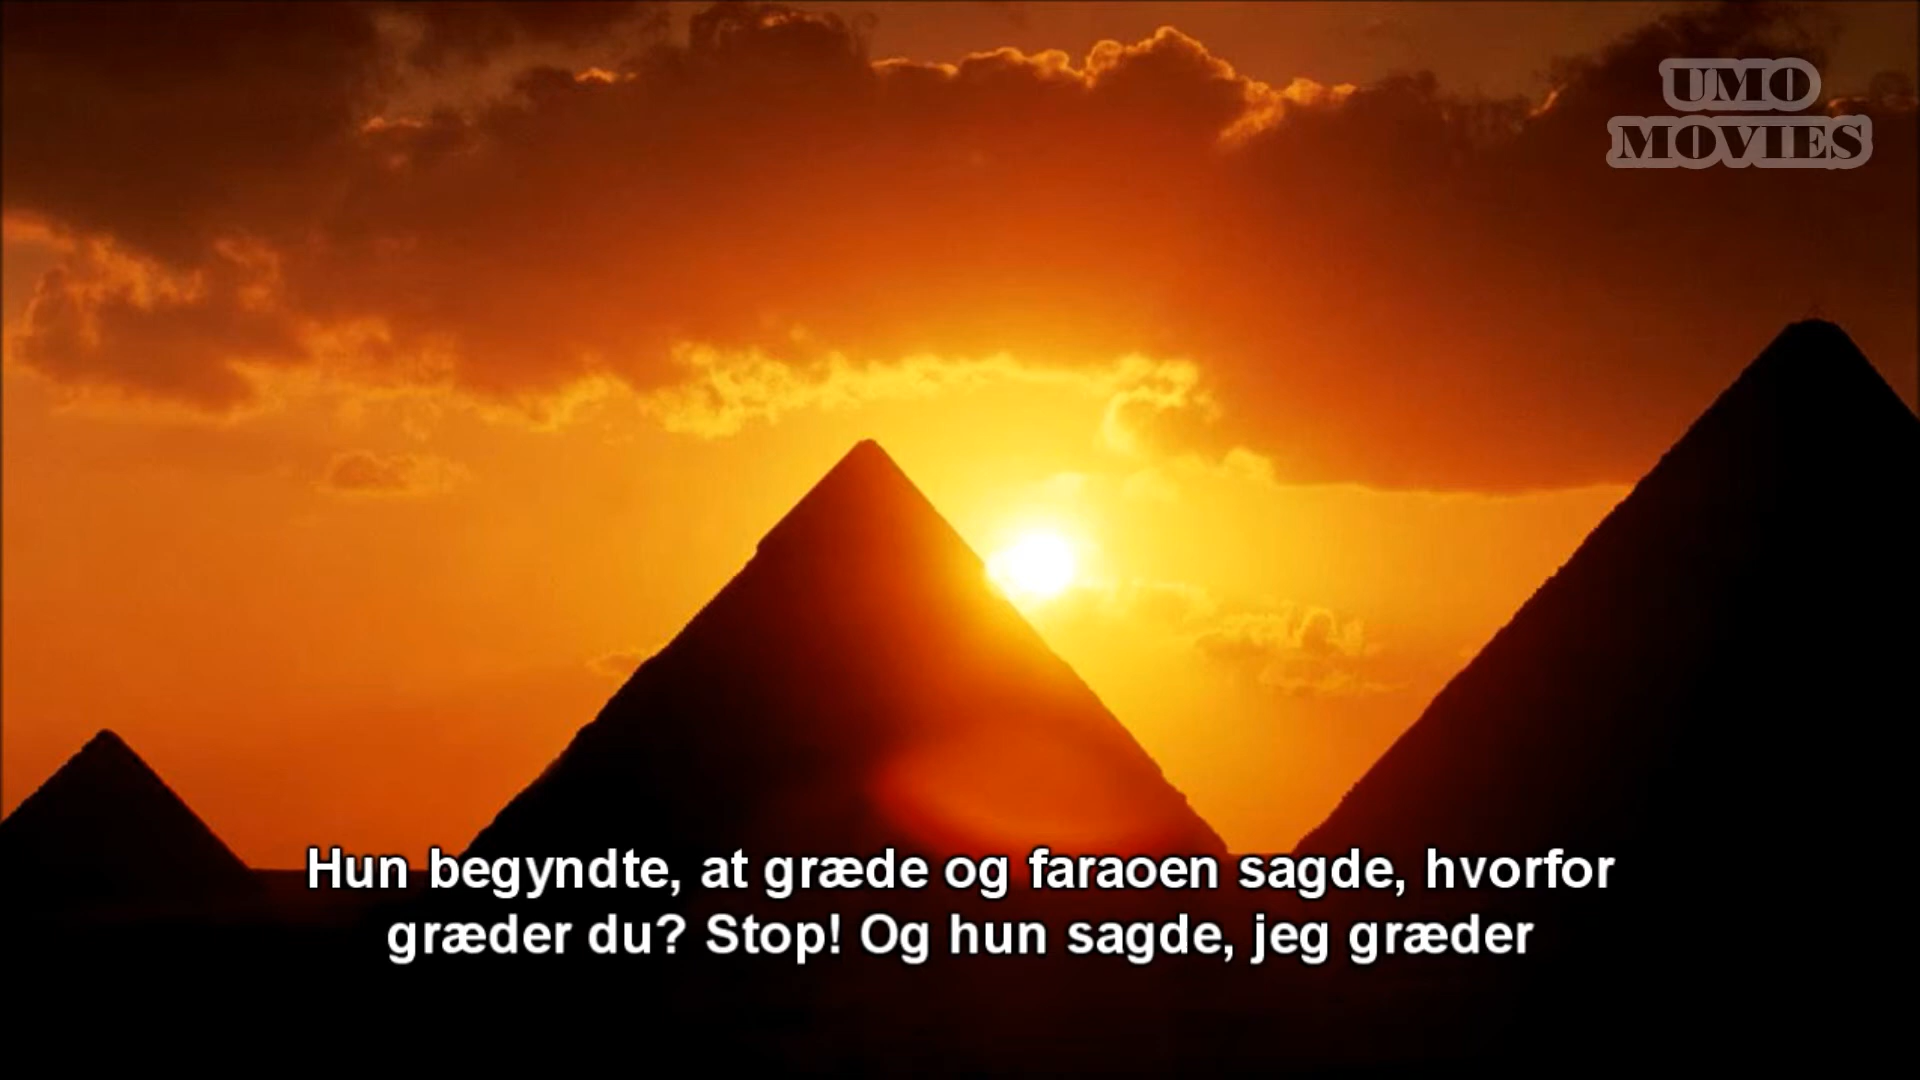 UMO
MOVIES
Hun begyndte, at græde og faraoen sagde, hvorfor
græder du? Stop! Og hun sagde, jeg græder